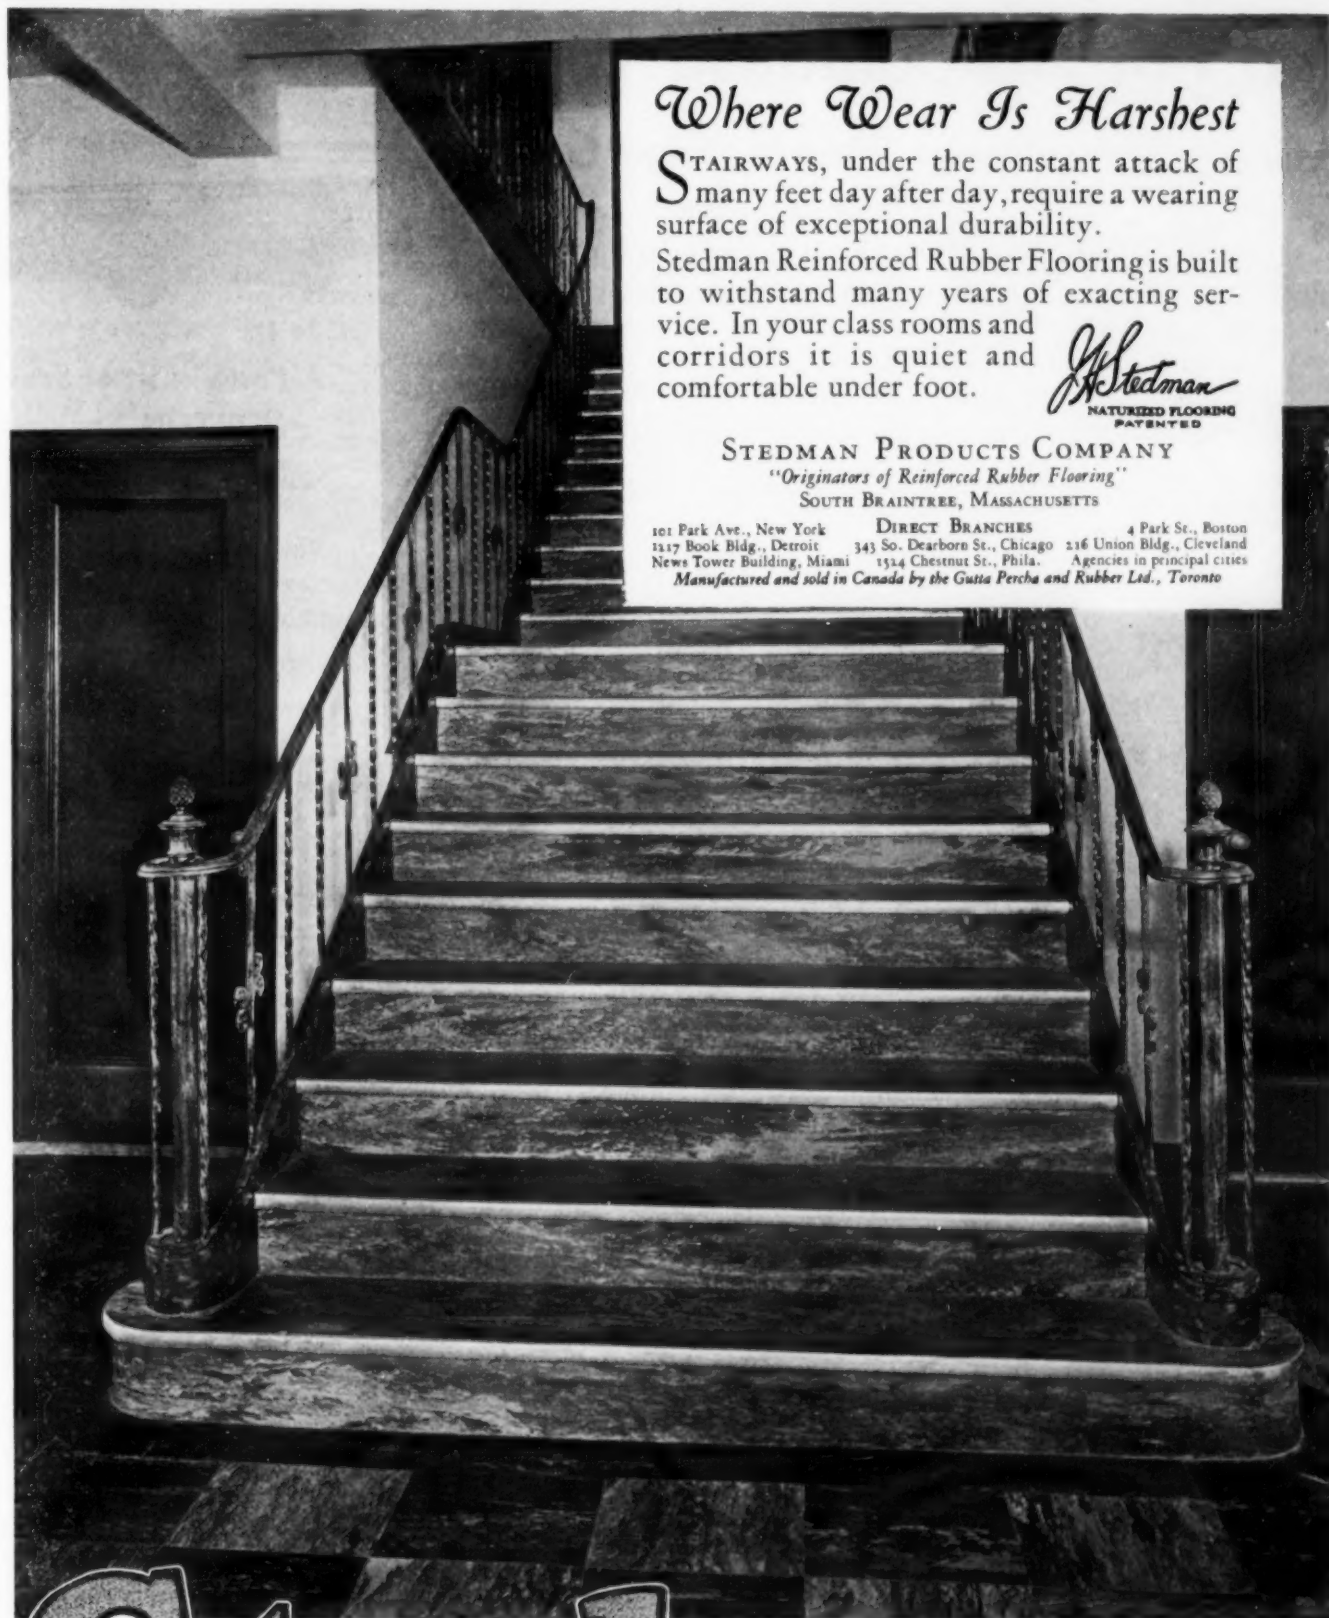 Where Wear Is Harshest
STAIRWAYS, under the constant attack of
many feet day after day, require a wearing
surface of exceptional durability.
Stedman Reinforced Rubber Flooring is built
to withstand many years of exacting ser-
vice. In your class rooms and
corridors it is quiet and
comfortable under foot.
JHStedman
NATURIZED FLOORING
PATENTED
STEDMAN PRODUCTS COMPANY
"Originators of Reinforced Rubber Flooring"
SOUTH BRAINTREE, MASSACHUSETTS
DIRECT BRANCHES
101 Park Ave., New York 4 Park St., Boston
1217 Book Bldg., Detroit 343 So. Dearborn St., Chicago 216 Union Bldg., Cleveland
News Tower Building, Miami 1524 Chestnut St., Phila. Agencies in principal cities
Manufactured and sold in Canada by the Gutta Percha and Rubber Ltd., Toronto